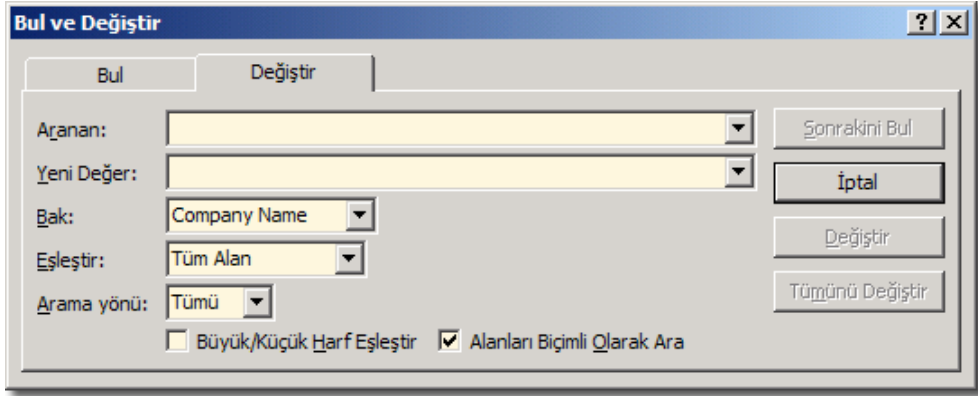 Bul ve Değiştir
Bul Değiştir
Aranan: Sonrakini Bul
Yeni Değer: İptal
Bak: Company Name
Değiştir
Eşleştir: Tüm Alan
Tümünü Değiştir
Arama yönü: Tümü
Büyük/Küçük Harf Eşleştir Alanları Biçimli Olarak Ara